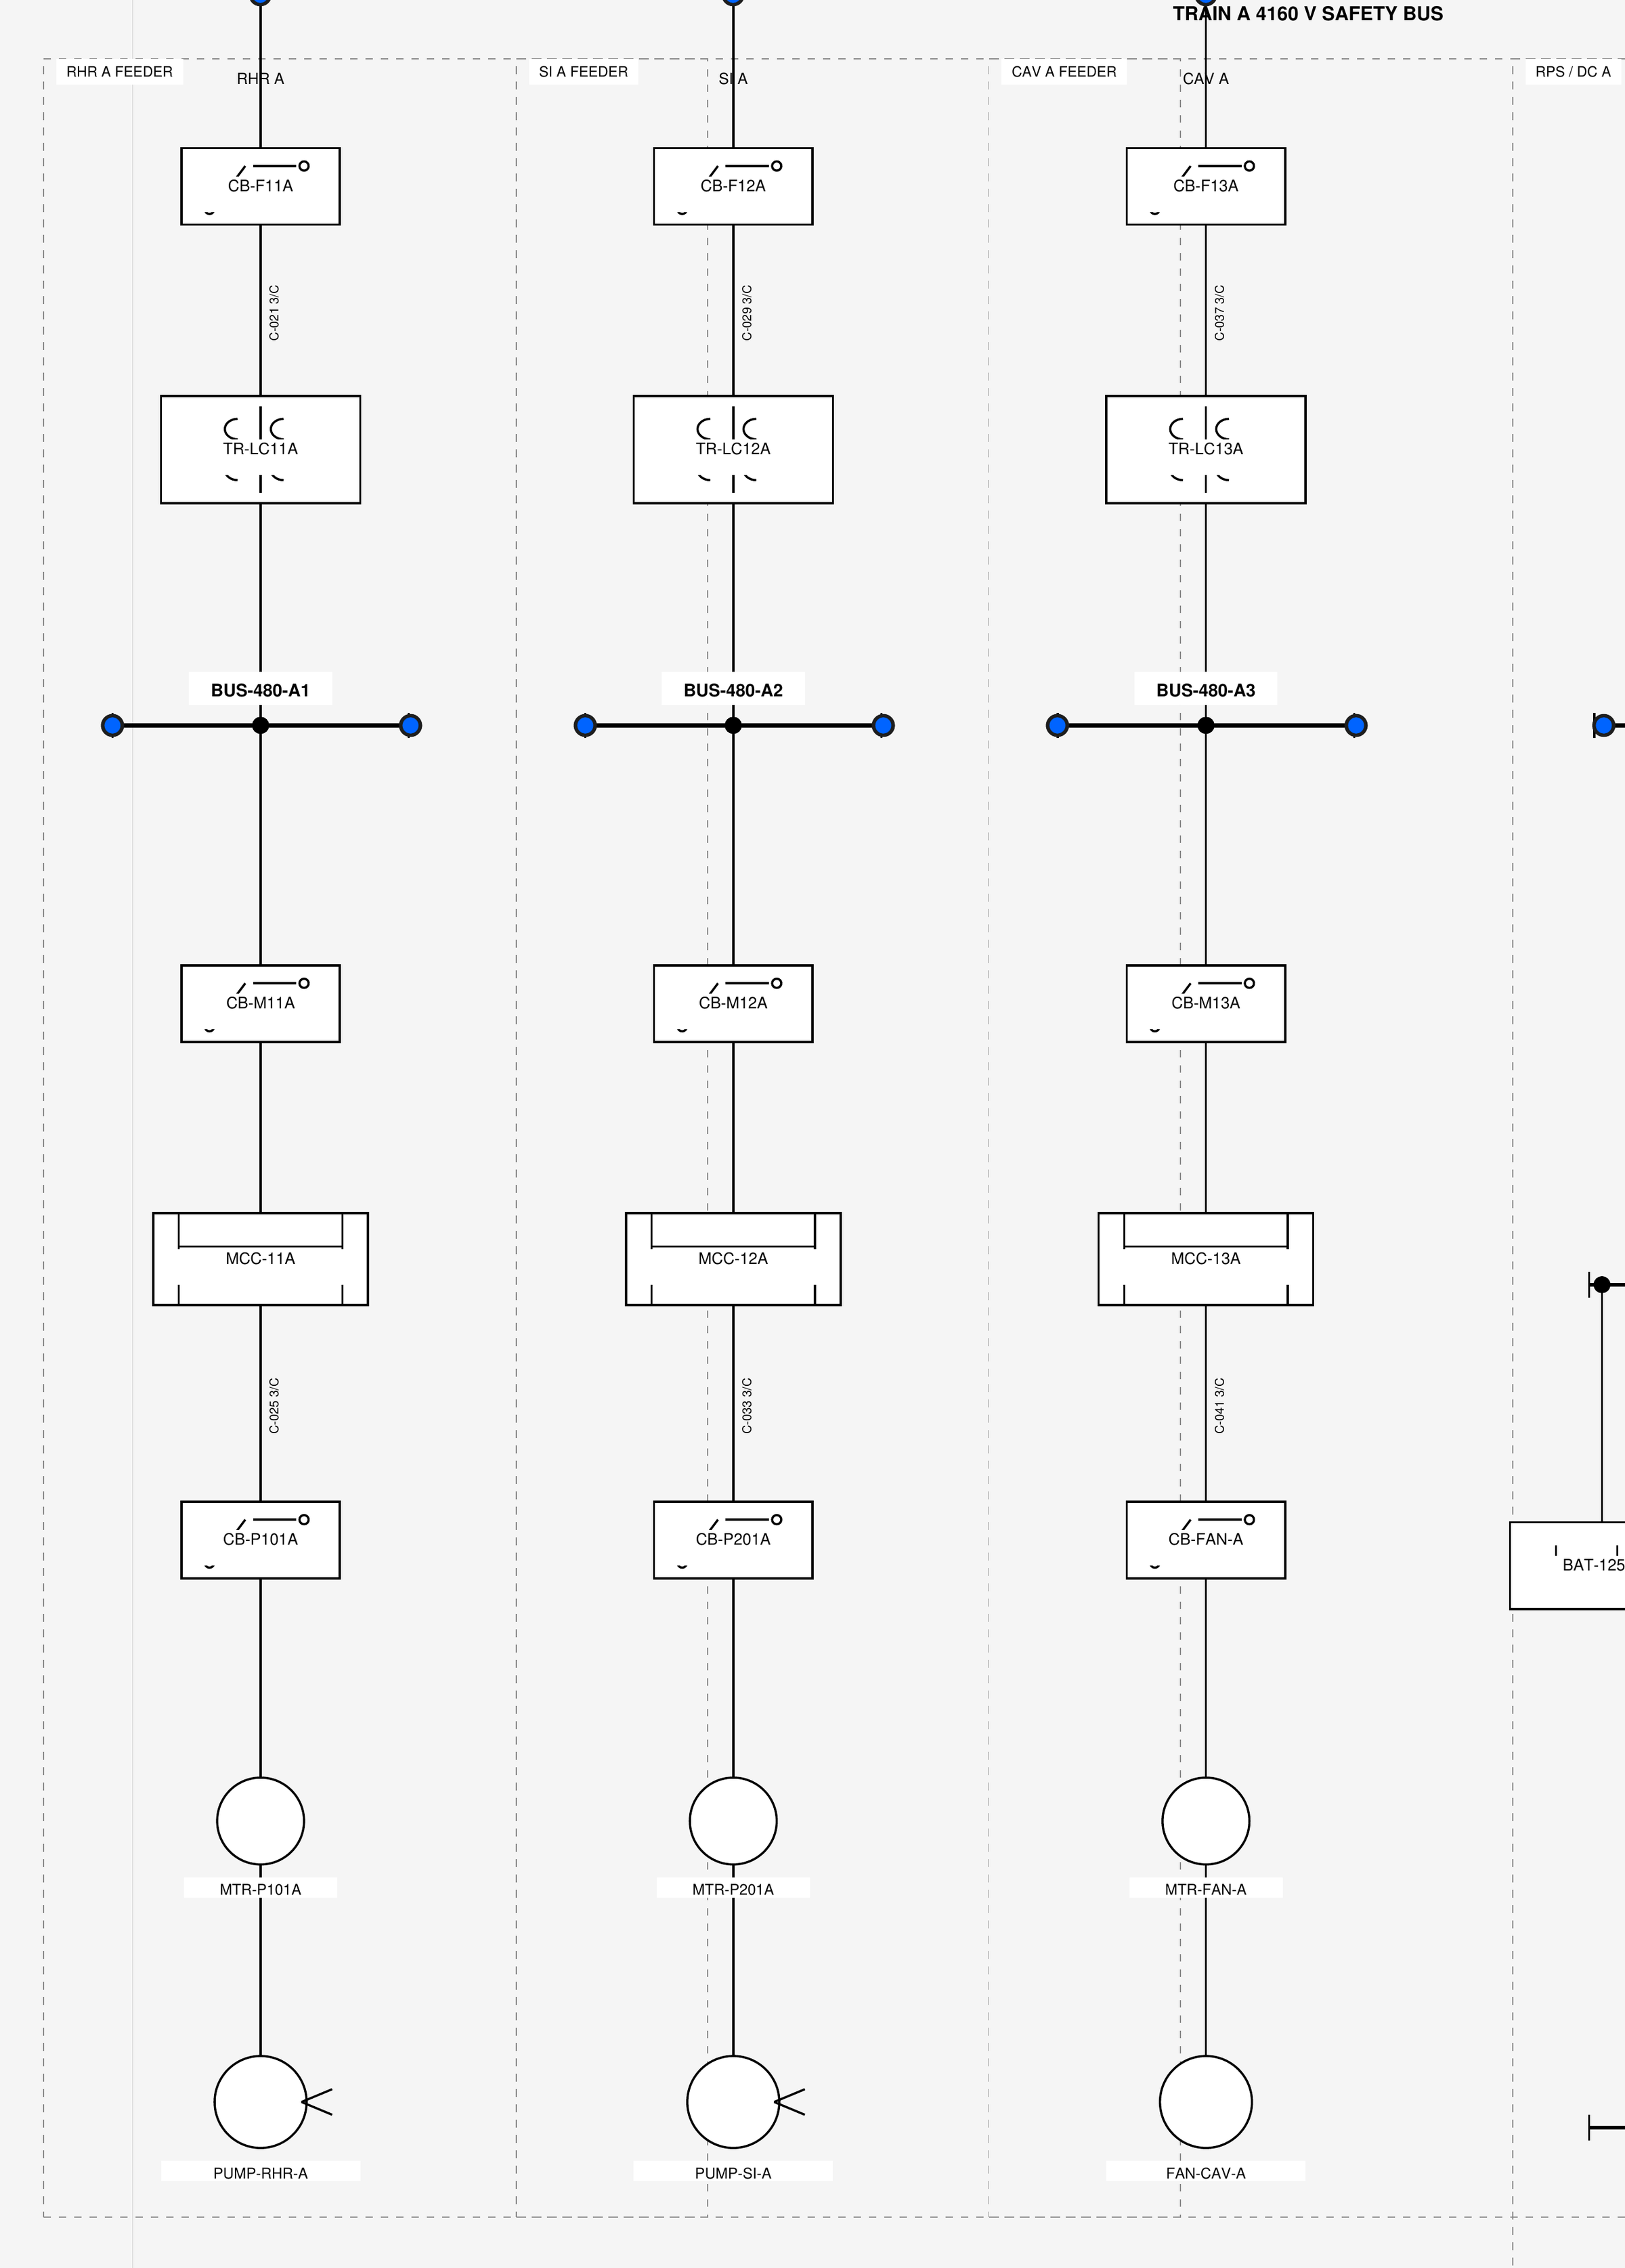 TRAIN A 4160 V SAFETY BUS
RHR A FEEDER
RHR A
SI A FEEDER
SI A
CAV A FEEDER
CAV A
RPS / DC A
CB-F11A
CB-F12A
CB-F13A
C-021 3/C
C-029 3/C
C-037 3/C
TR-LC11A
TR-LC12A
TR-LC13A
BUS-480-A1
BUS-480-A2
BUS-480-A3
CB-M11A
CB-M12A
CB-M13A
MCC-11A
MCC-12A
MCC-13A
C-025 3/C
C-033 3/C
C-041 3/C
CB-P101A
CB-P201A
CB-FAN-A
BAT-125
MTR-P101A
MTR-P201A
MTR-FAN-A
PUMP-RHR-A
PUMP-SI-A
FAN-CAV-A